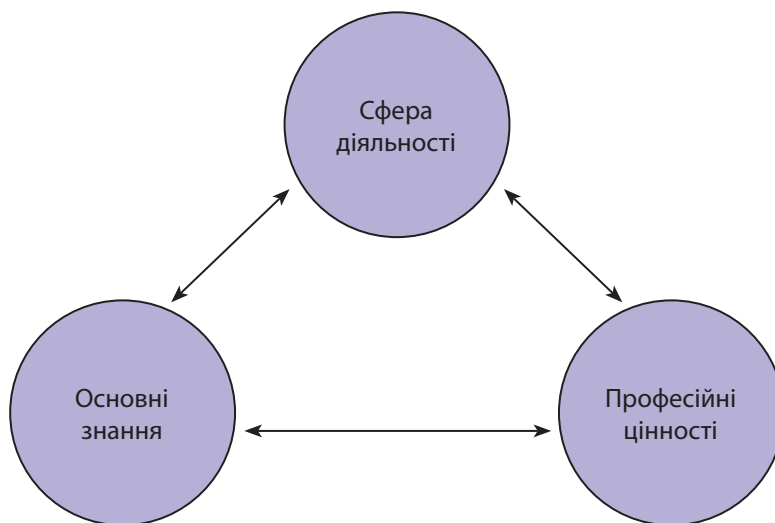 Сфера
діяльності
Основні
знання
Професійні
цінності